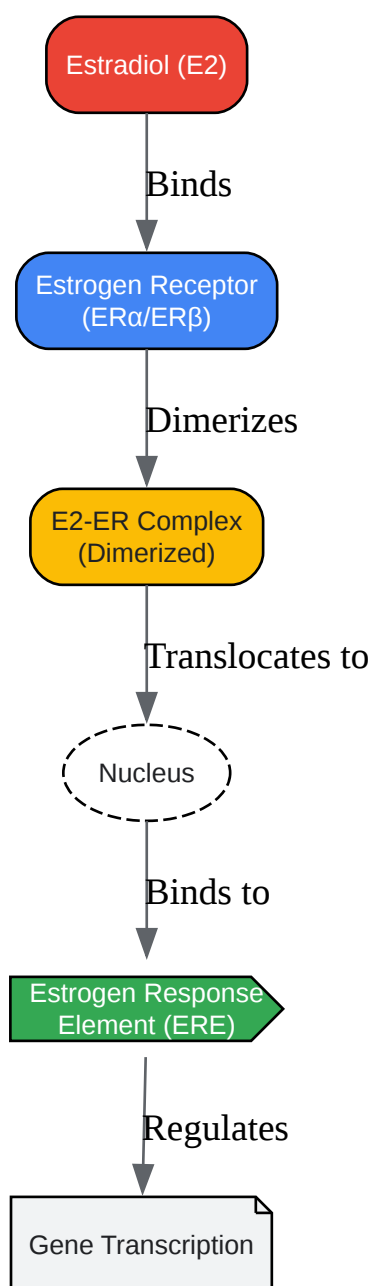 Estradiol (E2)
Binds
Estrogen Receptor
(ERα/ERβ)
Dimerizes
E2-ER Complex
(Dimerized)
Translocates to
Nucleus
Binds to
Estrogen Response
Element (ERE)
Regulates
Gene Transcription